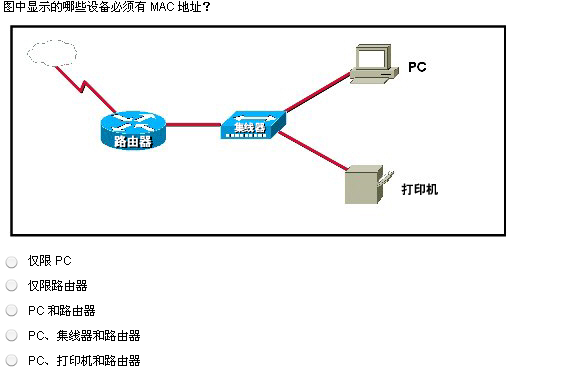 图中显示的哪些设备必须有 MAC 地址？
PC
路由器
集线器
打印机
仅限 PC
仅限路由器
PC 和路由器
PC、集线器和路由器
PC、打印机和路由器